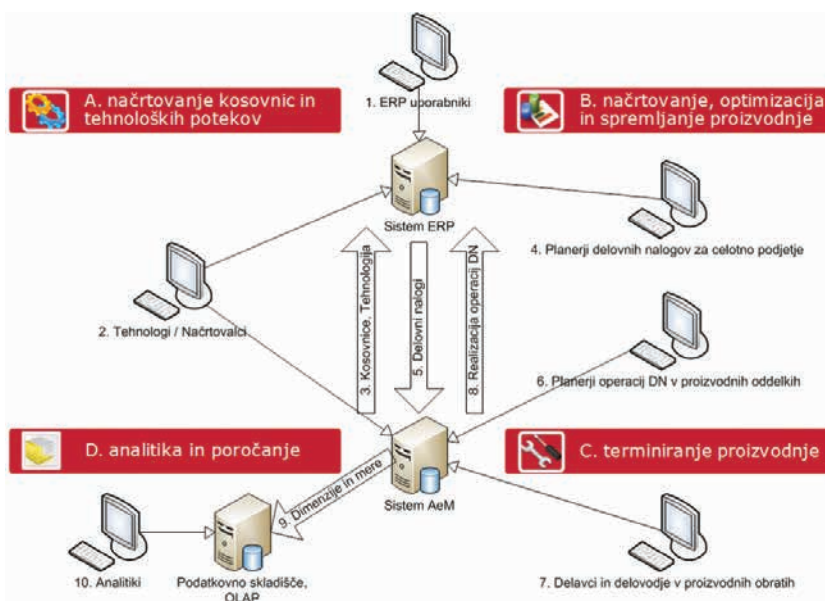 A. načrtovanje kosovnic in
tehnoloških potekov
1. ERP uporabniki
B. načrtovanje, optimizacija
in spremljanje proizvodnje
Sistem ERP
4. Planerji delovnih nalogov za celotno podjetje
2. Tehnologi / Načrtovalci
3. Kosovnice, Tehnologija
5. Delovni nalogi
8. Realizacija operacij DN
6. Planerji operacij DN v proizvodnih oddelkih
D. analitika in poročanje
C. terminiranje proizvodnje
9. Dimenzije in mere
Sistem AeM
10. Analitiki
Podatkovno skladišče,
OLAP
7. Delavci in delovodje v proizvodnih obratih